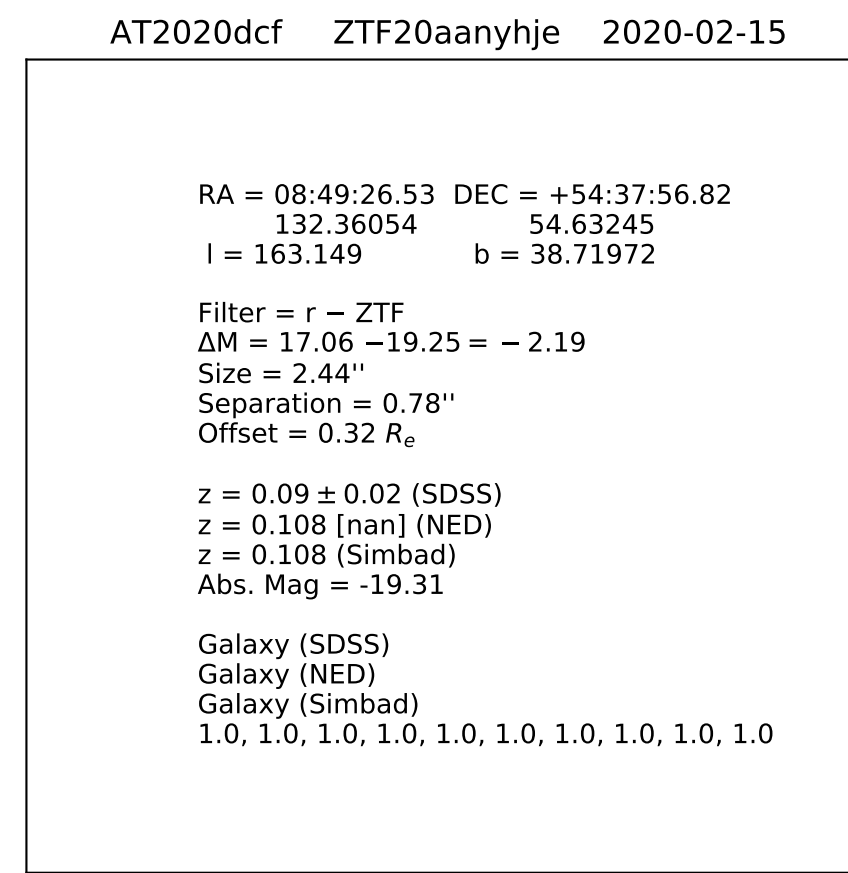 AT2020dcf ZTF20aanyhje 2020-02-15
RA = 08:49:26.53 DEC = +54:37:56.82
132.36054 54.63245
l = 163.149 b = 38.71972
Filter = r − ZTF
ΔM = 17.06 −19.25 = − 2.19
Size = 2.44''
Separation = 0.78''
Offset = 0.32 Rₑ
z = 0.09 ± 0.02 (SDSS)
z = 0.108 [nan] (NED)
z = 0.108 (Simbad)
Abs. Mag = -19.31
Galaxy (SDSS)
Galaxy (NED)
Galaxy (Simbad)
1.0, 1.0, 1.0, 1.0, 1.0, 1.0, 1.0, 1.0, 1.0, 1.0